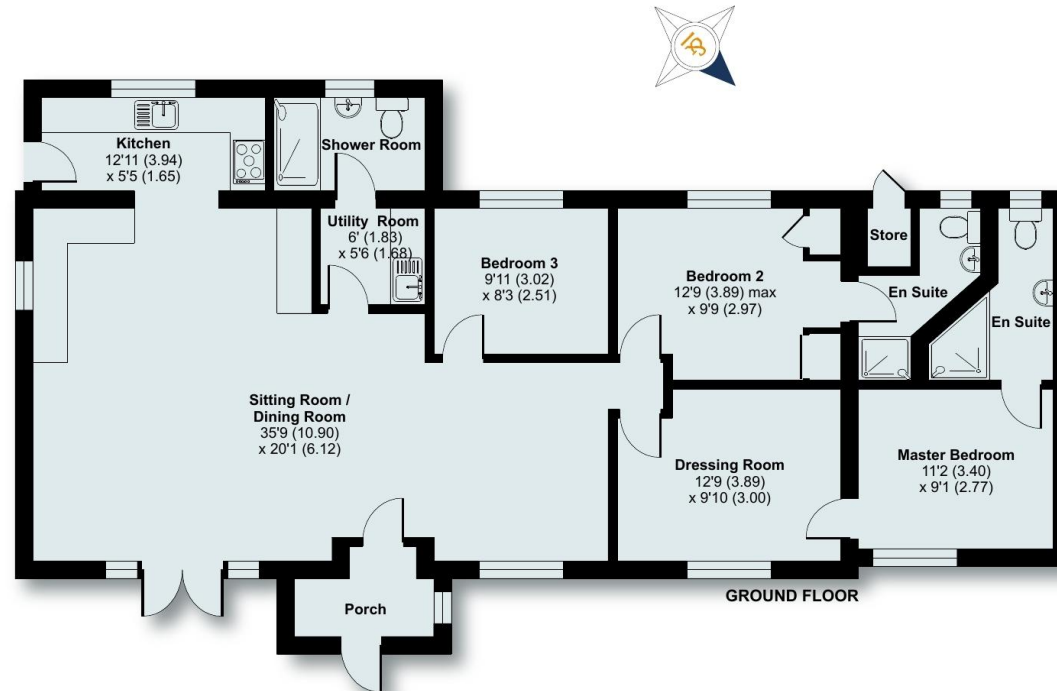 Kitchen
12'11 (3.94)
x 5'5 (1.65)
Shower Room
Utility Room
6' (1.83)
x 5'6 (1.68)
Bedroom 3
9'11 (3.02)
x 8'3 (2.51)
Bedroom 2
12'9 (3.89) max
x 9'9 (2.97)
Store
En Suite
En Suite
Sitting Room /
Dining Room
35'9 (10.90)
x 20'1 (6.12)
Dressing Room
12'9 (3.89)
x 9'10 (3.00)
Master Bedroom
11'2 (3.40)
x 9'1 (2.77)
Porch
GROUND FLOOR